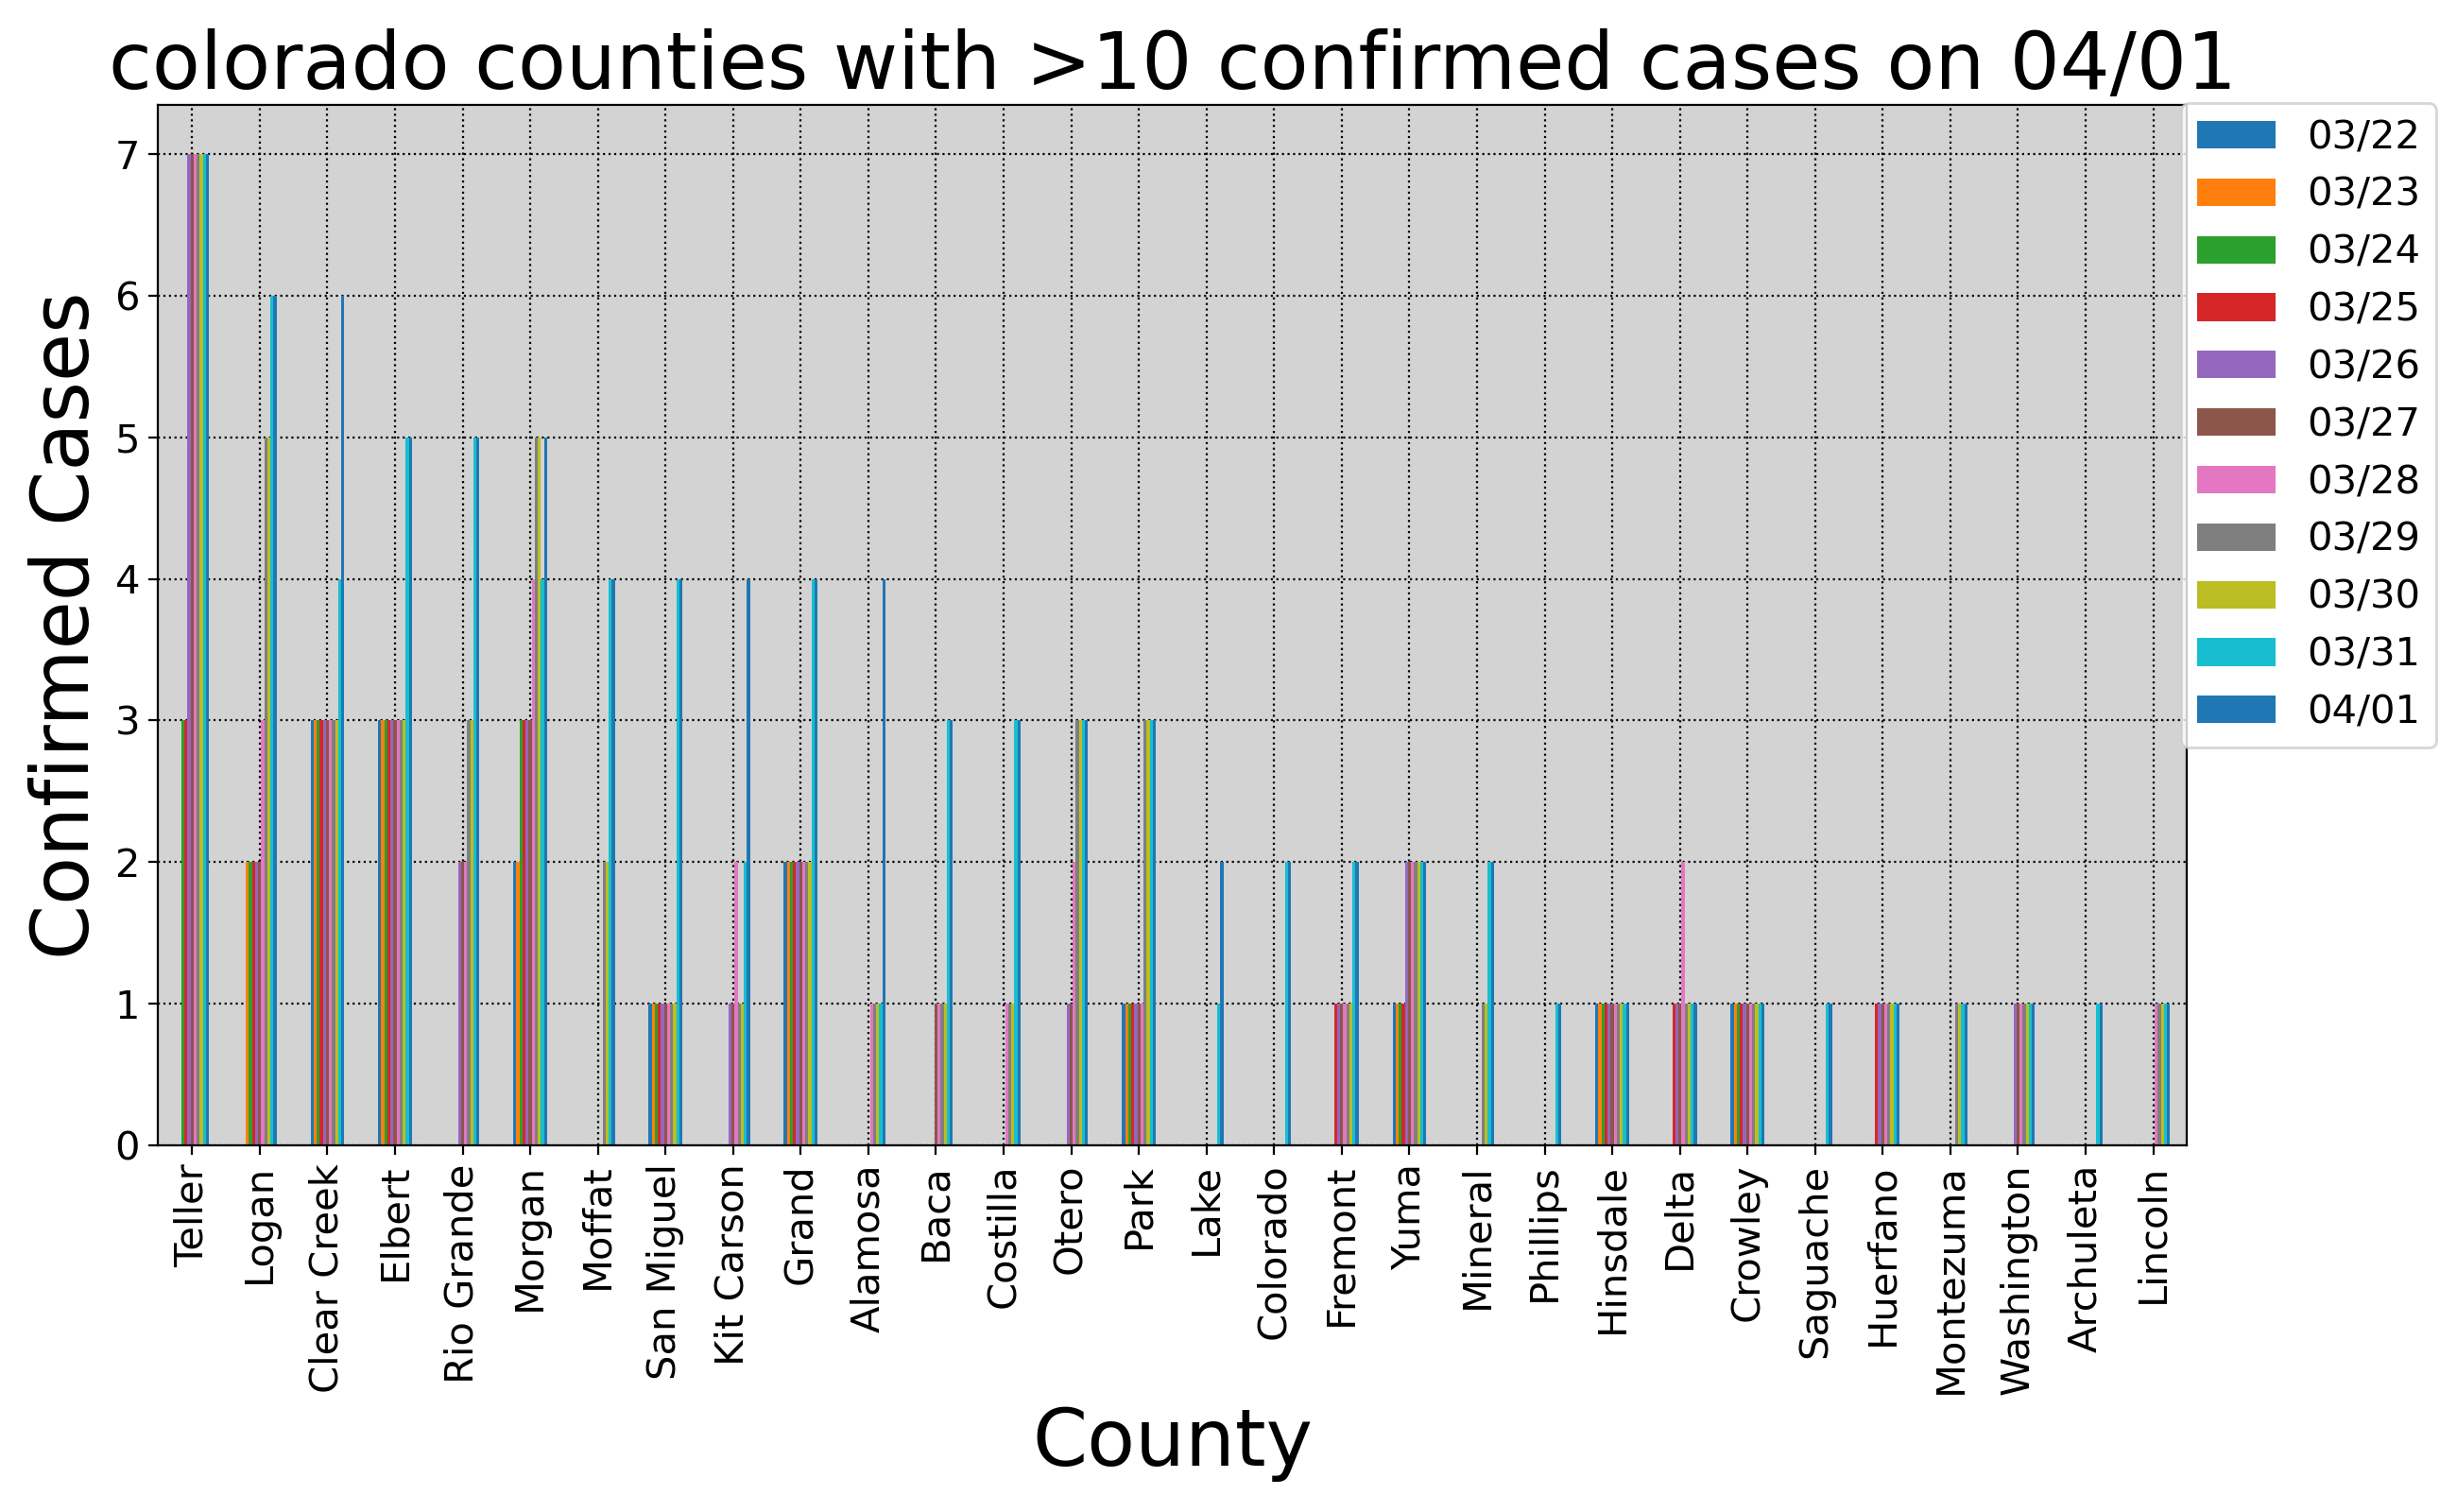 colorado counties with >10 confirmed cases on 04/01
Confirmed Cases
7
6
5
4
3
2
1
0
03/22
03/23
03/24
03/25
03/26
03/27
03/28
03/29
03/30
03/31
04/01
Teller
Logan
Clear Creek
Elbert
Rio Grande
Morgan
Moffat
San Miguel
Kit Carson
Grand
Alamosa
Baca
Costilla
Otero
Park
Lake
Colorado
Fremont
Yuma
Mineral
Phillips
Hinsdale
Delta
Crowley
Saguache
Huerfano
Montezuma
Washington
Archuleta
Lincoln
County